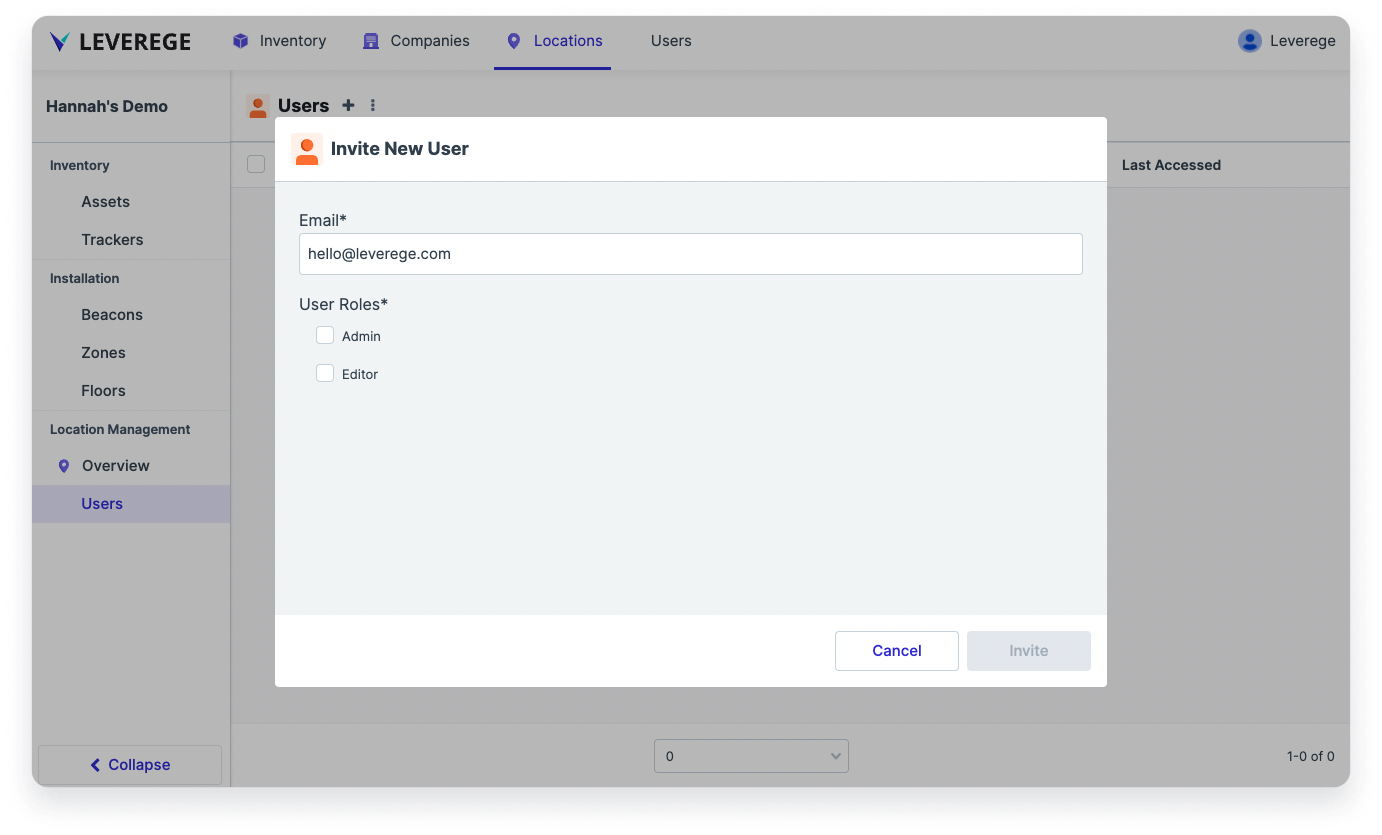 LEVEREGE
Inventory
Companies
Locations
Users
Leverege
Hannah's Demo
Inventory
Assets
Trackers
Installation
Beacons
Zones
Floors
Location Management
Overview
Users
Collapse
Users
Last Accessed
Invite New User
Email*
hello@leverege.com
User Roles*
Admin
Editor
Cancel
Invite
0
1-0 of 0